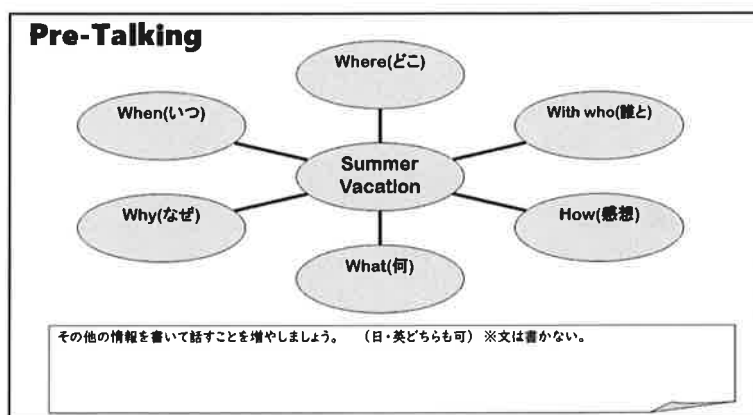 Pre-Talking
Where(どこ)
When(いつ)
With who(誰と)
Summer
Vacation
Why(なぜ)
How(感想)
What(何)
その他の情報を書いて話すことを増やしましょう。 (日・英どちらも可) ※文は書かない。